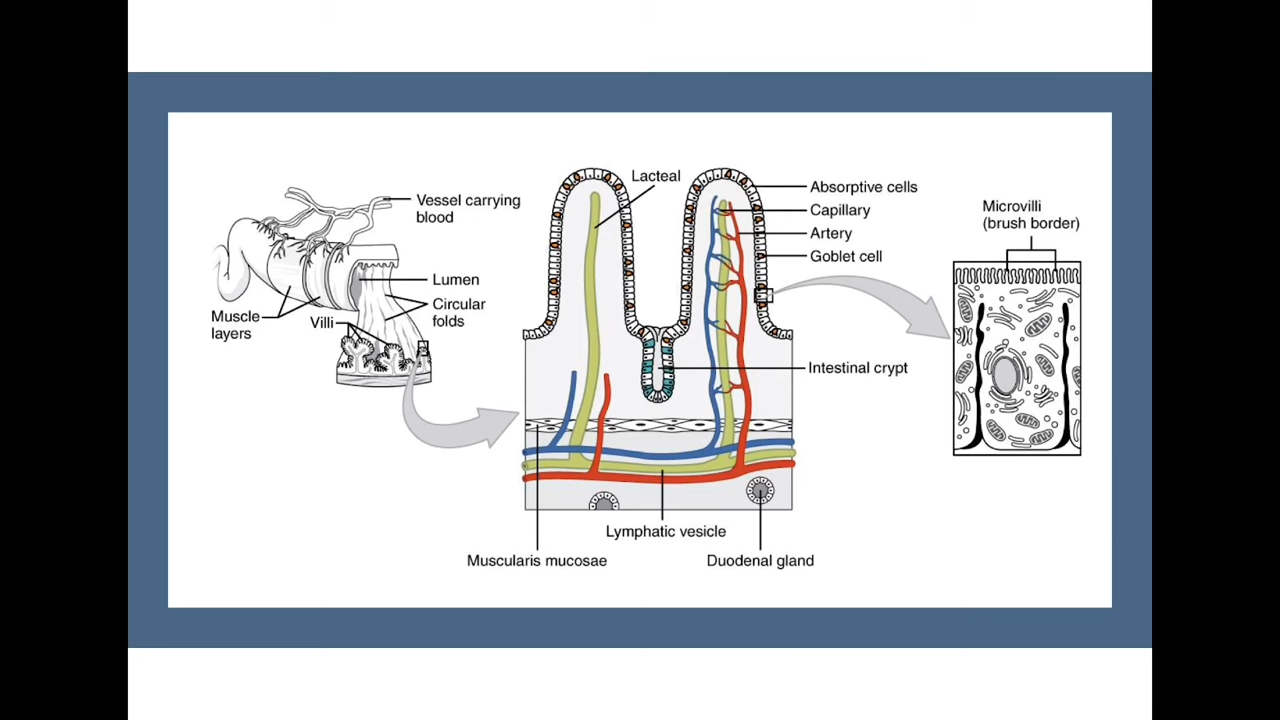 Vessel carrying
blood
Lumen
Circular
folds
Muscle
layers
Villi
Lacteal
Absorptive cells
Capillary
Artery
Goblet cell
Intestinal crypt
Lymphatic vesicle
Muscularis mucosae
Duodenal gland
Microvilli
(brush border)